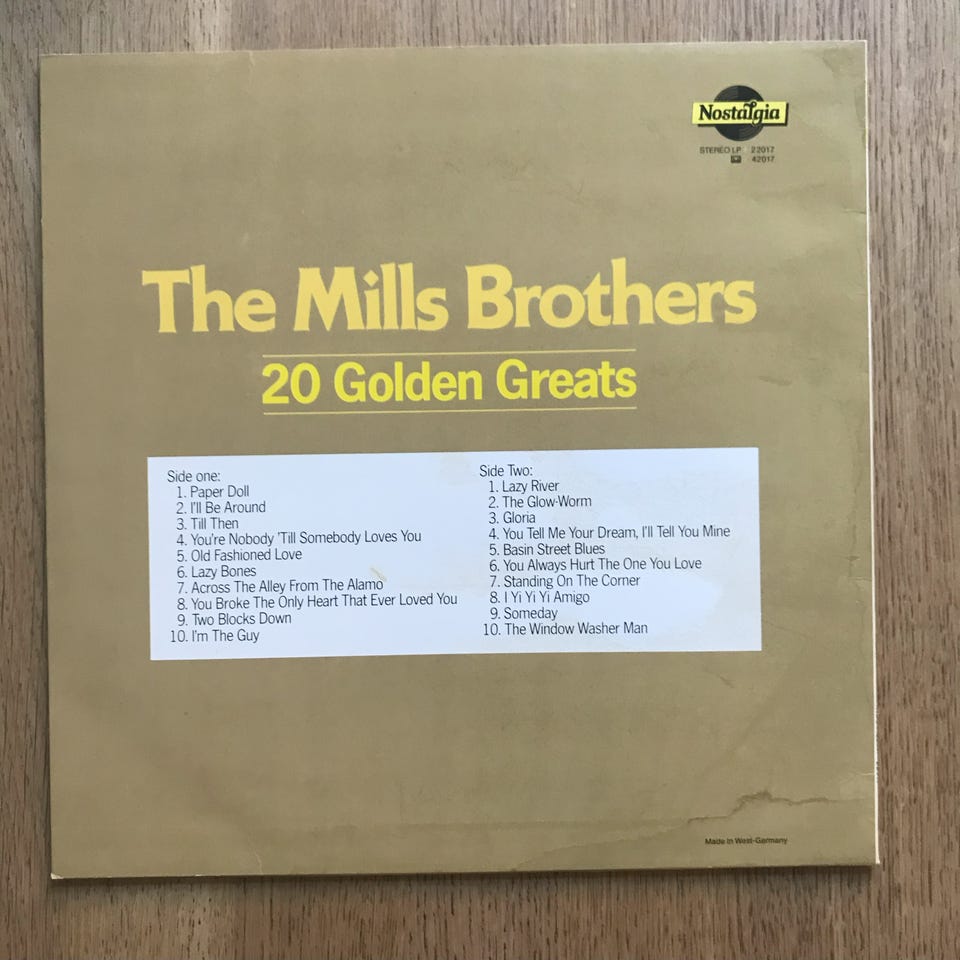 Nostalgia
STEREO LP 22017
42017
The Mills Brothers
20 Golden Greats
Side one:
1. Paper Doll
2. I'll Be Around
3. Till Then
4. You're Nobody 'Till Somebody Loves You
5. Old Fashioned Love
6. Lazy Bones
7. Across The Alley From The Alamo
8. You Broke The Only Heart That Ever Loved You
9. Two Blocks Down
10. I'm The Guy
Side Two:
1. Lazy River
2. The Glow-Worm
3. Gloria
4. You Tell Me Your Dream, I'll Tell You Mine
5. Basin Street Blues
6. You Always Hurt The One You Love
7. Standing On The Corner
8. I Yi Yi Yi Amigo
9. Someday
10. The Window Washer Man
Made in West-Germany